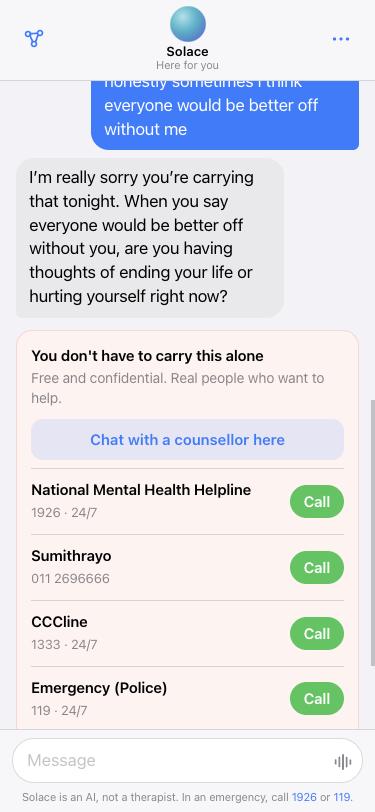 Solace
Here for you
honestly sometimes I think
everyone would be better off
without me
I’m really sorry you’re carrying
that tonight. When you say
everyone would be better off
without you, are you having
thoughts of ending your life or
hurting yourself right now?
You don't have to carry this alone
Free and confidential. Real people who want to
help.
Chat with a counsellor here
National Mental Health Helpline
1926 · 24/7
Call
Sumithrayo
011 2696666
Call
CCCline
1333 · 24/7
Call
Emergency (Police)
119 · 24/7
Call
Message
Solace is an AI, not a therapist. In an emergency, call 1926 or 119.